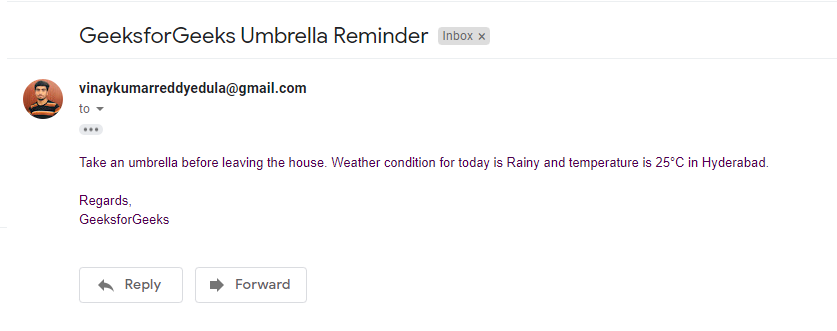 GeeksforGeeks Umbrella Reminder Inbox ×
vinaykumarreddyedula@gmail.com
to
Take an umbrella before leaving the house. Weather condition for today is Rainy and temperature is 25°C in Hyderabad.
Regards,
GeeksforGeeks
Reply Forward